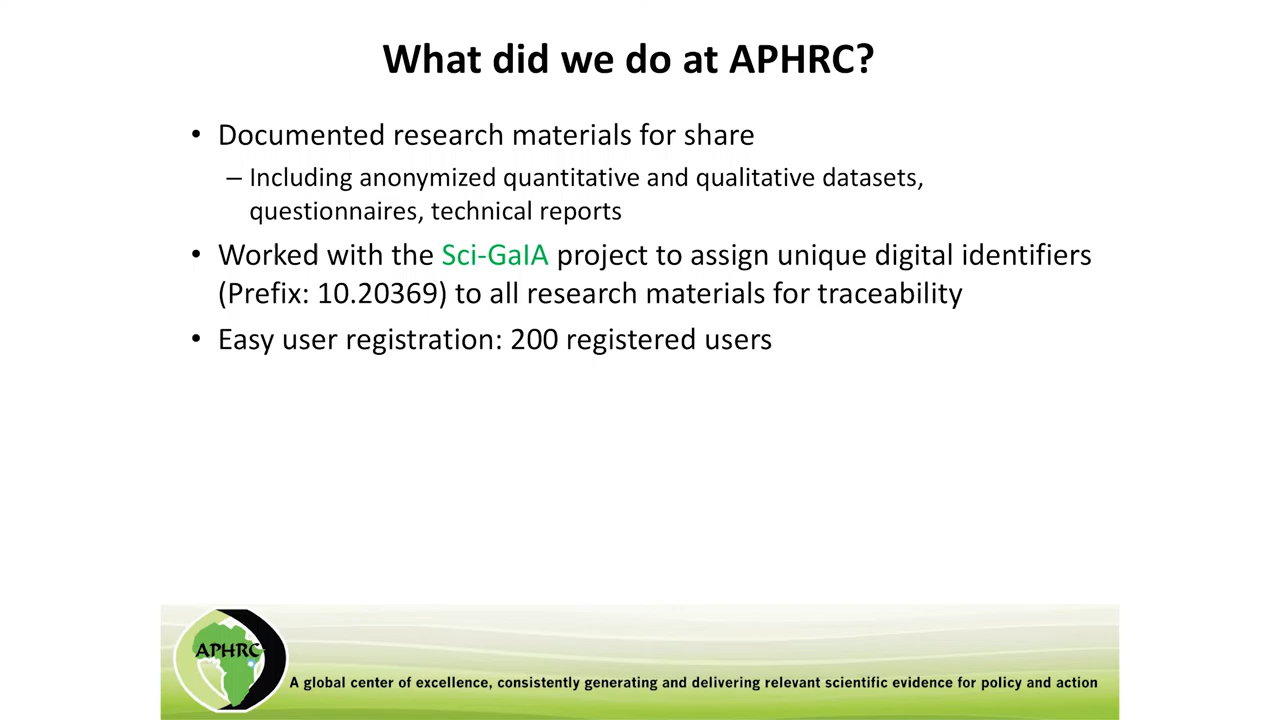 What did we do at APHRC?
• Documented research materials for share
– Including anonymized quantitative and qualitative datasets,
questionnaires, technical reports
• Worked with the Sci-GaIA project to assign unique digital identifiers
(Prefix: 10.20369) to all research materials for traceability
• Easy user registration: 200 registered users
APHRC
A global center of excellence, consistently generating and delivering relevant scientific evidence for policy and action